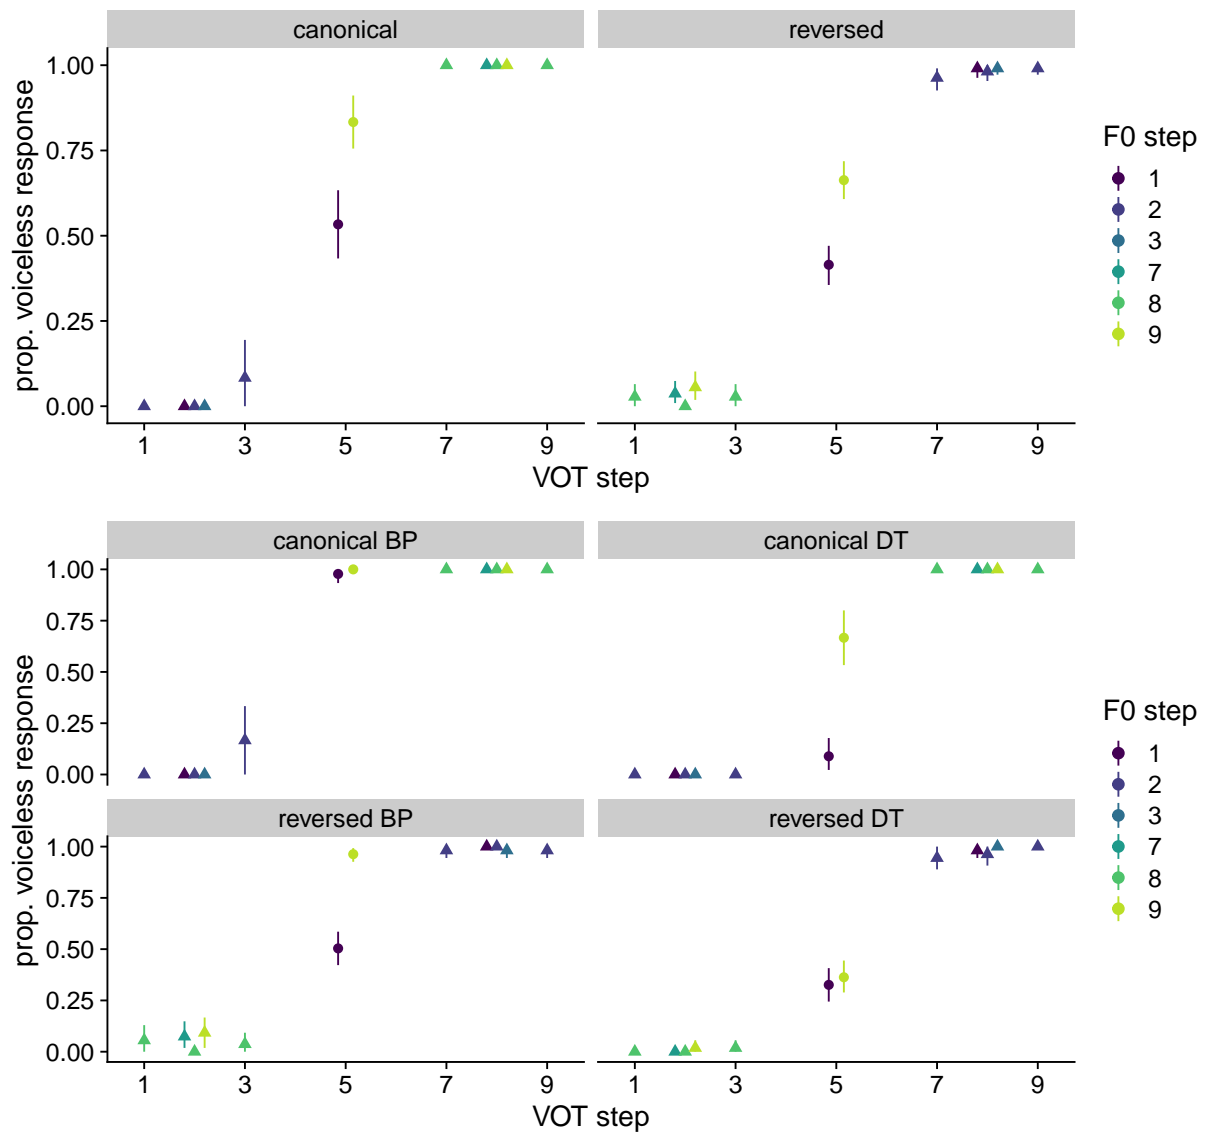 canonical reversed
1.00
0.75
0.50
0.25
0.00
prop. voiceless response
1 3 5 7 9 1 3 5 7 9
VOT step
F0 step
1
2
3
7
8
9
canonical BP canonical DT
1.00
0.75
0.50
0.25
0.00
reversed BP reversed DT
1.00
0.75
0.50
0.25
0.00
prop. voiceless response
1 3 5 7 9 1 3 5 7 9
VOT step
F0 step
1
2
3
7
8
9